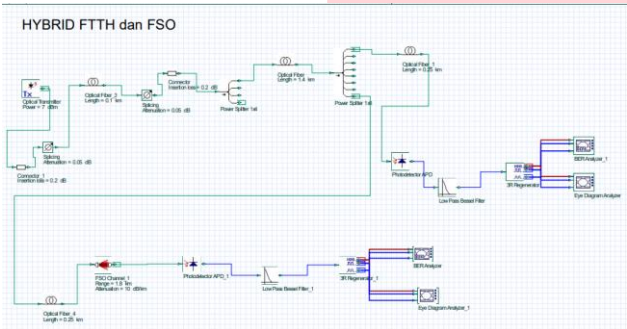 HYBRID FTTH dan FSO
Optical Transmitter
Power = 7 dBm
Connector_1
Insertion loss = 0.2 dB
Splicing
Attenuation = 0.05 dB
Optical Fiber_3
Length = 0.1 km
Splicing
Attenuation = 0.05 dB
Connector
Insertion loss = 0.2 dB
Power Splitter 1x4
Optical Fiber
Length = 1.4 km
Power Splitter 1x8
Optical Fiber_1
Length = 0.25 km
Photodetector APD
Low Pass Bessel Filter
3R Regenerator
BER Analyzer_1
Eye Diagram Analyzer
Optical Fiber_4
Length = 0.25 km
FSO Channel_1
Range = 1.8 km
Attenuation = 10 dB/km
Photodetector APD_1
Low Pass Bessel Filter_1
3R Regenerator_1
BER Analyzer
Eye Diagram Analyzer_1